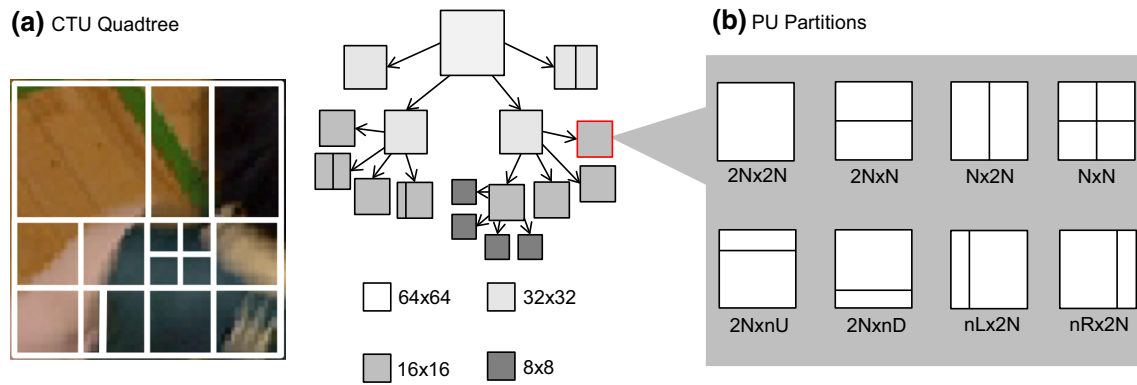 (a) CTU Quadtree
(b) PU Partitions
2Nx2N
2NxN
Nx2N
NxN
2NxnU
2NxnD
nLx2N
nRx2N
64x64
32x32
16x16
8x8